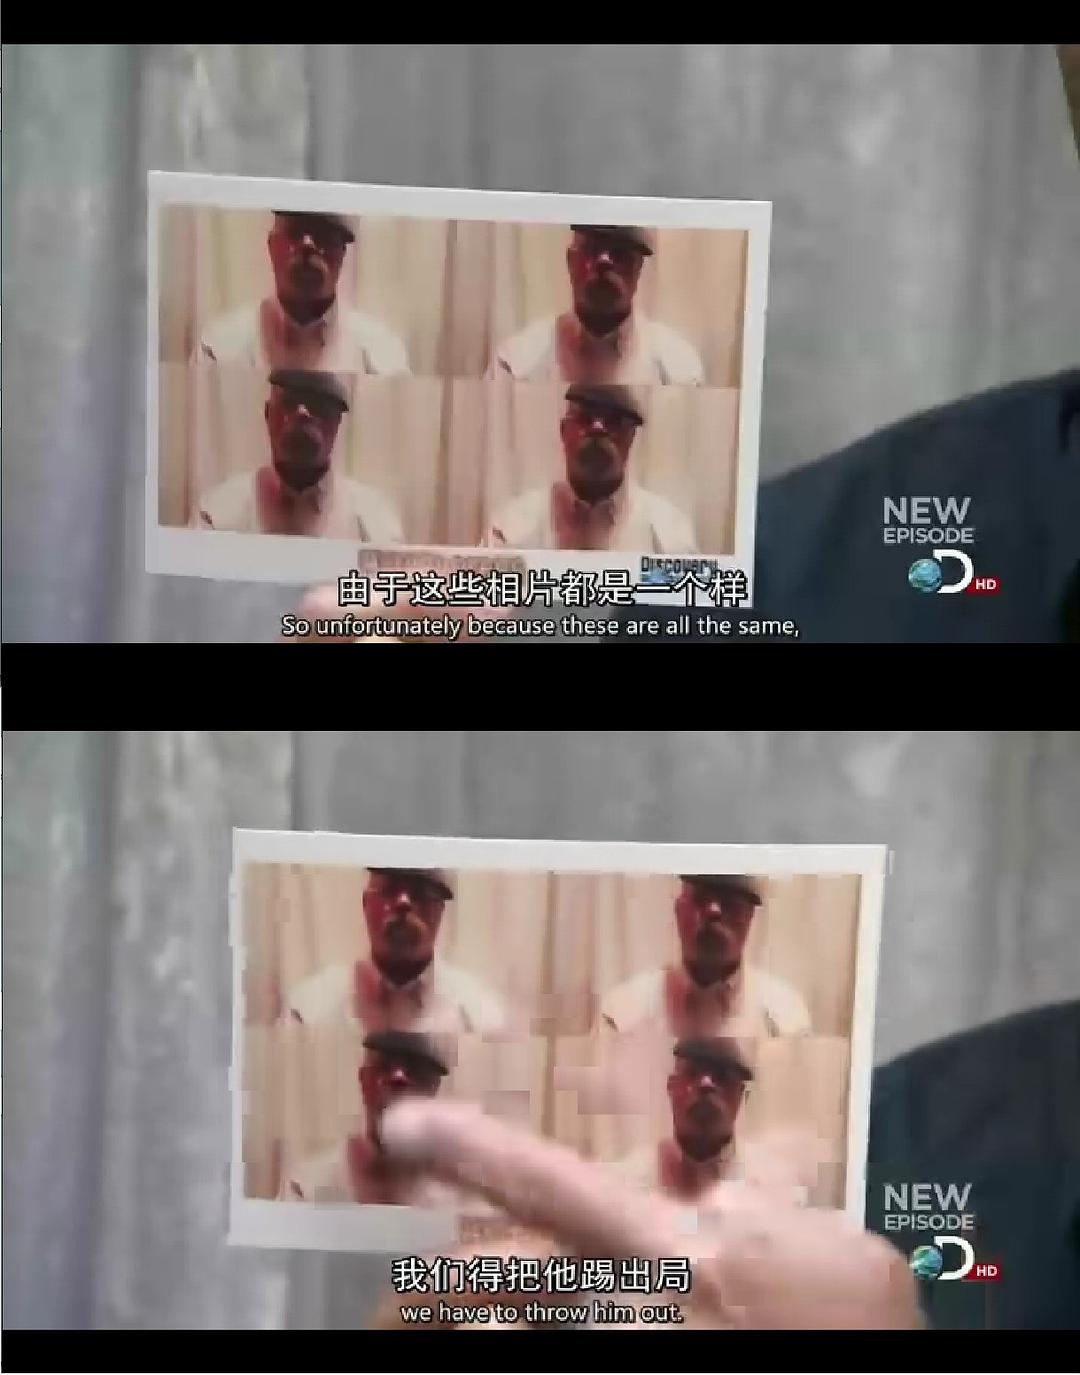 Discovery
NEW
EPISODE
HD
由于这些相片都是一个样
So unfortunately because these are all the same,
NEW
EPISODE
HD
我们得把他踢出局
we have to throw him out.